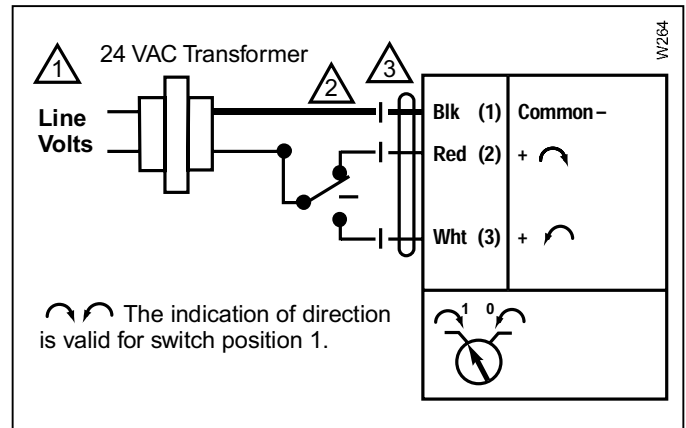 W264
24 VAC Transformer
1
2
3
Line
Volts
Blk (1) Common –
Red (2) +
Wht (3) +
The indication of direction
is valid for switch position 1.
1 0